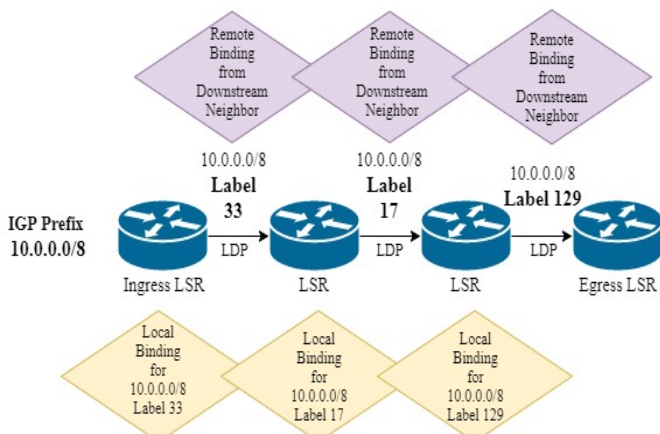 Remote
Binding
from
Downstream
Neighbor
Remote
Binding
from
Downstream
Neighbor
Remote
Binding
from
Downstream
Neighbor
10.0.0.0/8
Label
33
10.0.0.0/8
Label
17
10.0.0.0/8
Label 129
IGP Prefix
10.0.0.0/8
LDP
LDP
LDP
Ingress LSR
LSR
LSR
Egress LSR
Local
Binding
for
10.0.0.0/8
Label 33
Local
Binding
for
10.0.0.0/8
Label 17
Local
Binding
for
10.0.0.0/8
Label 129